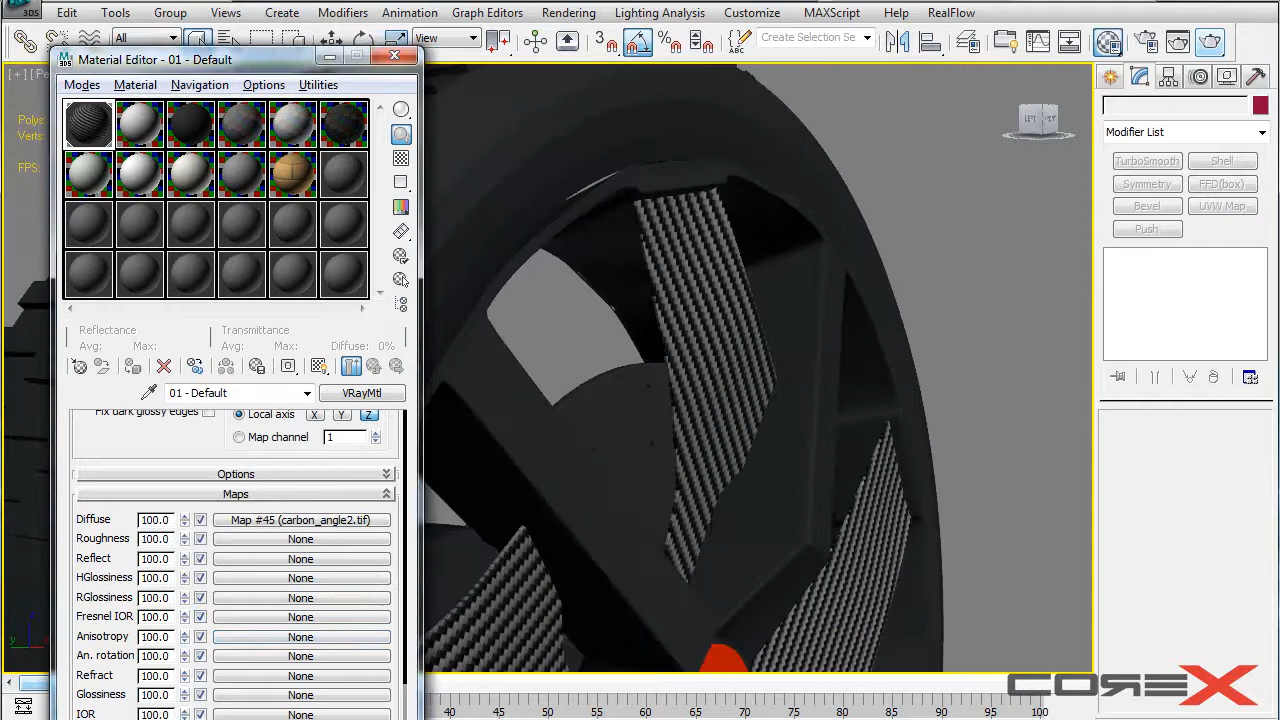 3DS
Edit Tools Group Views Create Modifiers Animation Graph Editors Rendering Lighting Analysis Customize MAXScript Help RealFlow
All View 3 Create Selection Se
[ + ] [ Pe
Material Editor - 01 - Default
Modes Material Navigation Options Utilities
Polys:
Verts:
FPS:
LEFT
Modifier List
TurboSmooth Shell
Symmetry FFD(box)
Bevel UVW Map
Push
Reflectance Transmittance
Avg: Max: Avg: Max: Diffuse: 0%
01 - Default VRayMtl
Fix dark glossy edges Local axis X Y Z
Map channel 1
Options
Maps
Diffuse 100.0 Map #45 (carbon_angle2.tif)
Roughness 100.0 None
Reflect 100.0 None
HGlossiness 100.0 None
RGlossiness 100.0 None
Fresnel IOR 100.0 None
Anisotropy 100.0 None
An. rotation 100.0 None
Refract 100.0 None
Glossiness 100.0 None
IOR 100.0 None
40 45 50 55 60 65 70 75 80 85 90 95 100
COREX